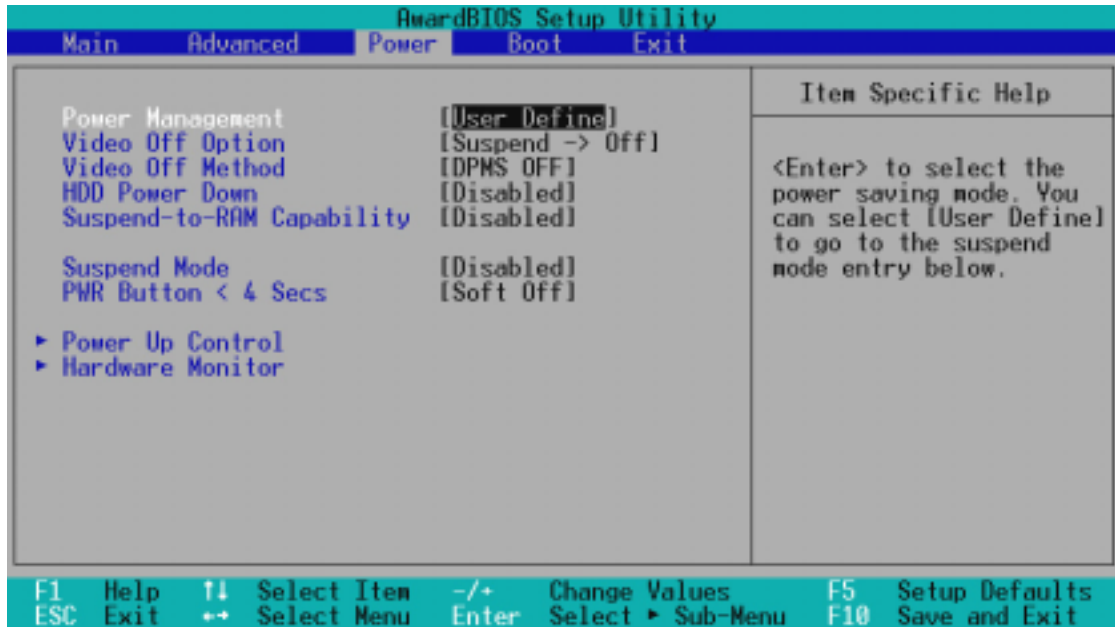 AwardBIOS Setup Utility
Main Advanced Power Boot Exit
Power Management [User Define]
Video Off Option [Suspend -> Off]
Video Off Method [DPMS OFF]
HDD Power Down [Disabled]
Suspend-to-RAM Capability [Disabled]
Suspend Mode [Disabled]
PWR Button < 4 Secs [Soft Off]
► Power Up Control
► Hardware Monitor
Item Specific Help
<Enter> to select the
power saving mode. You
can select [User Define]
to go to the suspend
mode entry below.
F1 Help ↑↓ Select Item -/+ Change Values F5 Setup Defaults
ESC Exit ←→ Select Menu Enter Select ► Sub-Menu F10 Save and Exit